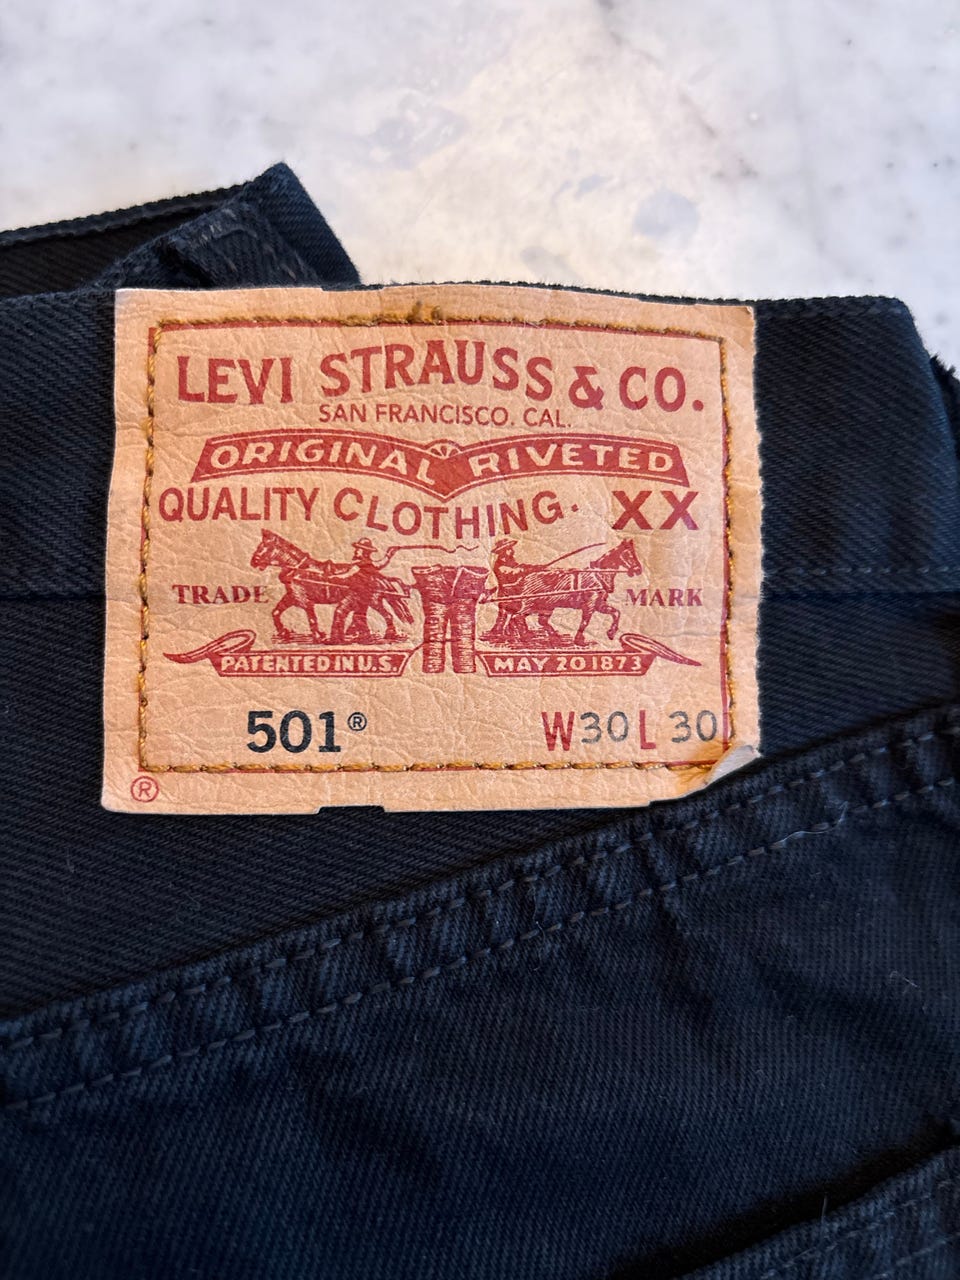 LEVI STRAUSS & CO.
SAN FRANCISCO. CAL.
ORIGINAL RIVETED
QUALITY CLOTHING. XX
TRADE MARK
PATENTED IN U.S. MAY 20 1873
501® W30 L 30
®